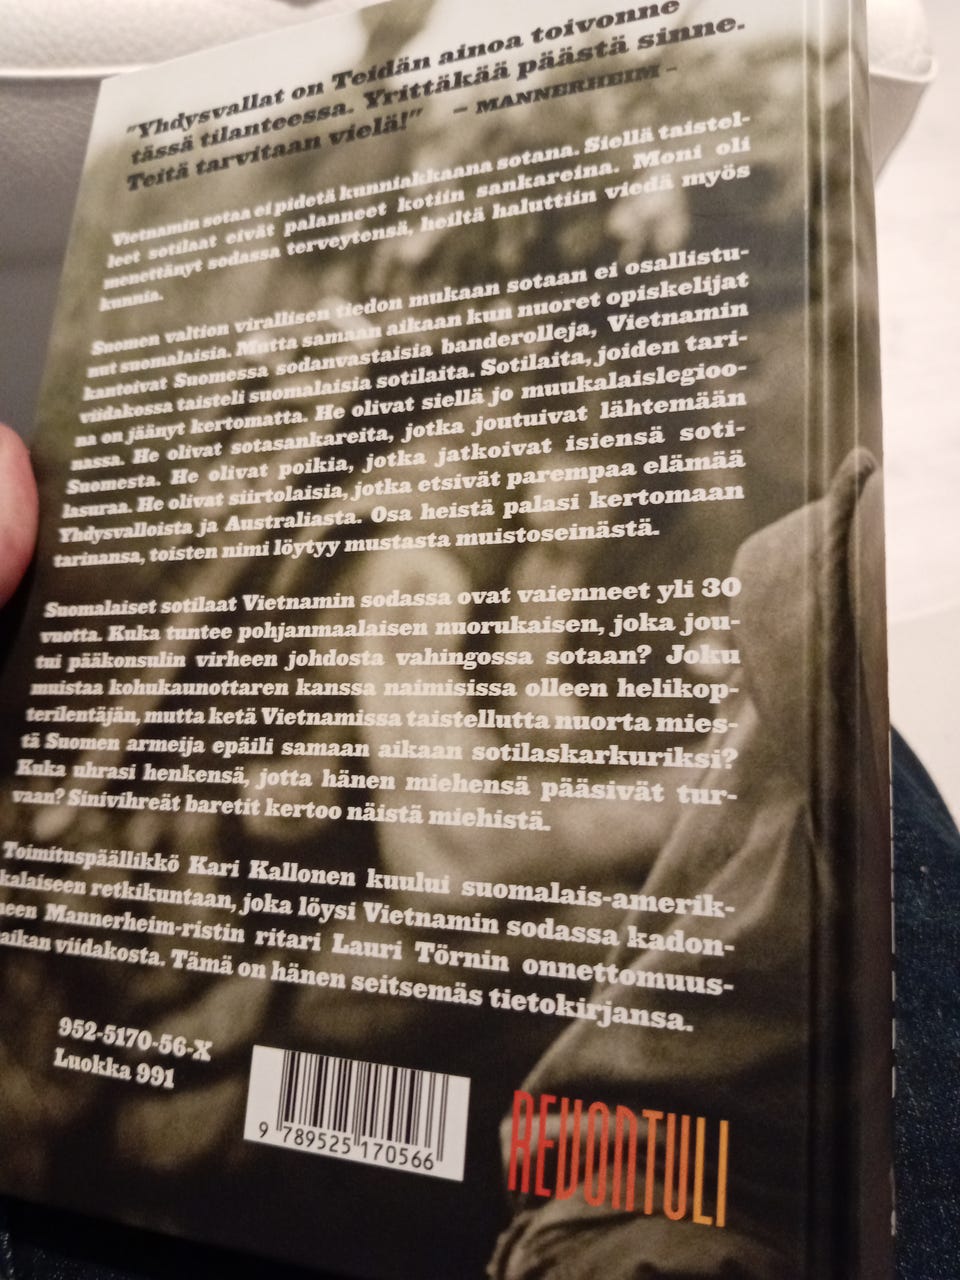 "Yhdysvallat on Teidän ainoa toivonne
tässä tilanteessa. Yrittäkää päästä sinne.
Teitä tarvitaan vielä!" – MANNERHEIM –
Vietnamin sotaa ei pidetä kunniakkaana sotana. Siellä taistel-
leet sotilaat eivät palanneet kotiin sankareina. Moni oli
menettänyt sodassa terveytensä, heiltä haluttiin viedä myös
kunnia.
Suomen valtion virallisen tiedon mukaan sotaan ei osallistu-
nut suomalaisia. Mutta samaan aikaan kun nuoret opiskelijat
kantoivat Suomessa sodanvastaisia banderolleja, Vietnamin
viidakossa taisteli suomalaisia sotilaita. Sotilaita, joiden tari-
na on jäänyt kertomatta. He olivat siellä jo muukalaislegioo-
nassa. He olivat sotasankareita, jotka joutuivat lähtemään
Suomesta. He olivat poikia, jotka jatkoivat isiensä soti-
lasuraa. He olivat siirtolaisia, jotka etsivät parempaa elämää
Yhdysvalloista ja Australiasta. Osa heistä palasi kertomaan
tarinansa, toisten nimi löytyy mustasta muistoseinästä.
Suomalaiset sotilaat Vietnamin sodassa ovat vaienneet yli 30
vuotta. Kuka tuntee pohjanmaalaisen nuorukaisen, joka jou-
tui pääkonsulin virheen johdosta vahingossa sotaan? Joku
muistaa kohukaunottaren kanssa naimisissa olleen helikop-
terilentäjän, mutta ketä Vietnamissa taistellutta nuorta mies-
tä Suomen armeija epäili samaan aikaan sotilaskarkuriksi?
Kuka uhrasi henkensä, jotta hänen miehensä pääsivät tur-
vaan? Sinivihreät baretit kertoo näistä miehistä.
Toimituspäällikkö Kari Kallonen kuului suomalais-amerik-
kalaiseen retkikuntaan, joka löysi Vietnamin sodassa kadon-
neen Mannerheim-ristin ritari Lauri Törnin onnettomuus-
aikan viidakosta. Tämä on hänen seitsemäs tietokirjansa.
952-5170-56-X
Luokka 991
9 789525 170566
REVONTULI